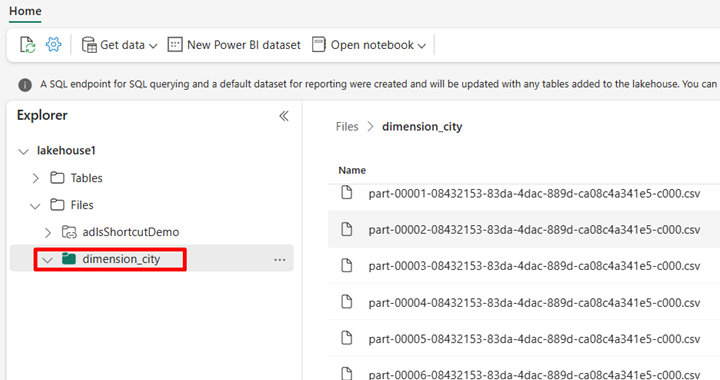 Home
Get data
New Power BI dataset
Open notebook
A SQL endpoint for SQL querying and a default dataset for reporting were created and will be updated with any tables added to the lakehouse. You can
Explorer
lakehouse1
Tables
Files
adlsShortcutDemo
dimension_city
Files > dimension_city
Name
part-00001-08432153-83da-4dac-889d-ca08c4a341e5-c000.csv
part-00002-08432153-83da-4dac-889d-ca08c4a341e5-c000.csv
part-00003-08432153-83da-4dac-889d-ca08c4a341e5-c000.csv
part-00004-08432153-83da-4dac-889d-ca08c4a341e5-c000.csv
part-00005-08432153-83da-4dac-889d-ca08c4a341e5-c000.csv
part-00006-08432153-83da-4dac-889d-ca08c4a341e5-c000.csv